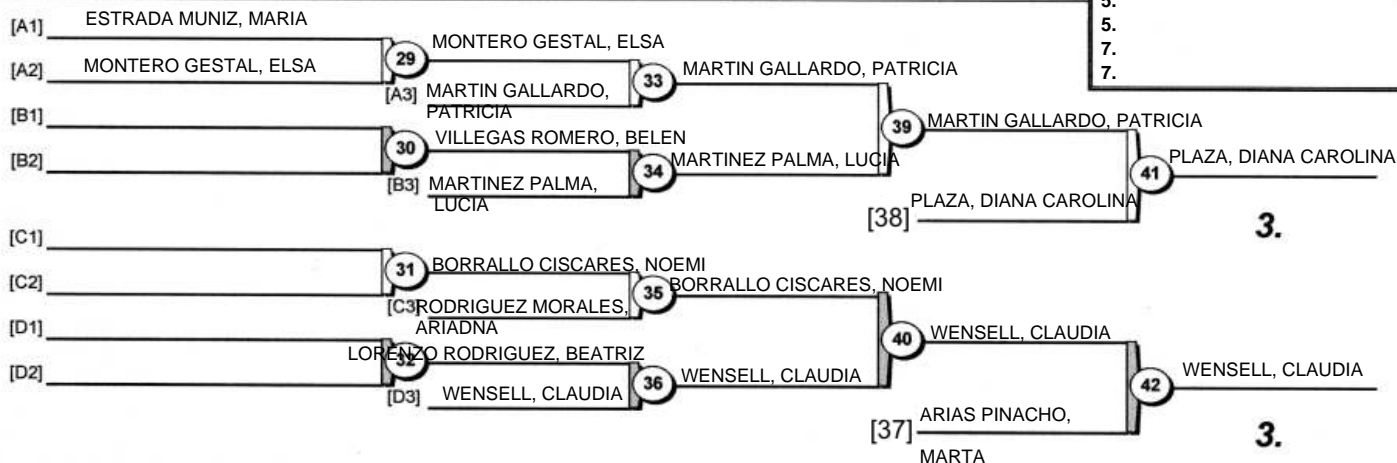 5.
5.
7.
7.
[A1] ESTRADA MUNIZ, MARIA
[A2] MONTERO GESTAL, ELSA
29 MONTERO GESTAL, ELSA
[A3] MARTIN GALLARDO,
PATRICIA
33 MARTIN GALLARDO, PATRICIA
[B1]
[B2]
30 VILLEGAS ROMERO, BELEN
[B3] MARTINEZ PALMA,
LUCIA
34 MARTINEZ PALMA, LUCIA
39 MARTIN GALLARDO, PATRICIA
[38] PLAZA, DIANA CAROLINA
41 PLAZA, DIANA CAROLINA
3.
[C1]
[C2]
31 BORRALLO CISCARES, NOEMI
[C3] RODRIGUEZ MORALES,
ARIADNA
35 BORRALLO CISCARES, NOEMI
[D1]
[D2]
32 LORENZO RODRIGUEZ, BEATRIZ
[D3] WENSELL, CLAUDIA
36 WENSELL, CLAUDIA
40 WENSELL, CLAUDIA
[37] ARIAS PINACHO,
MARTA
42 WENSELL, CLAUDIA
3.